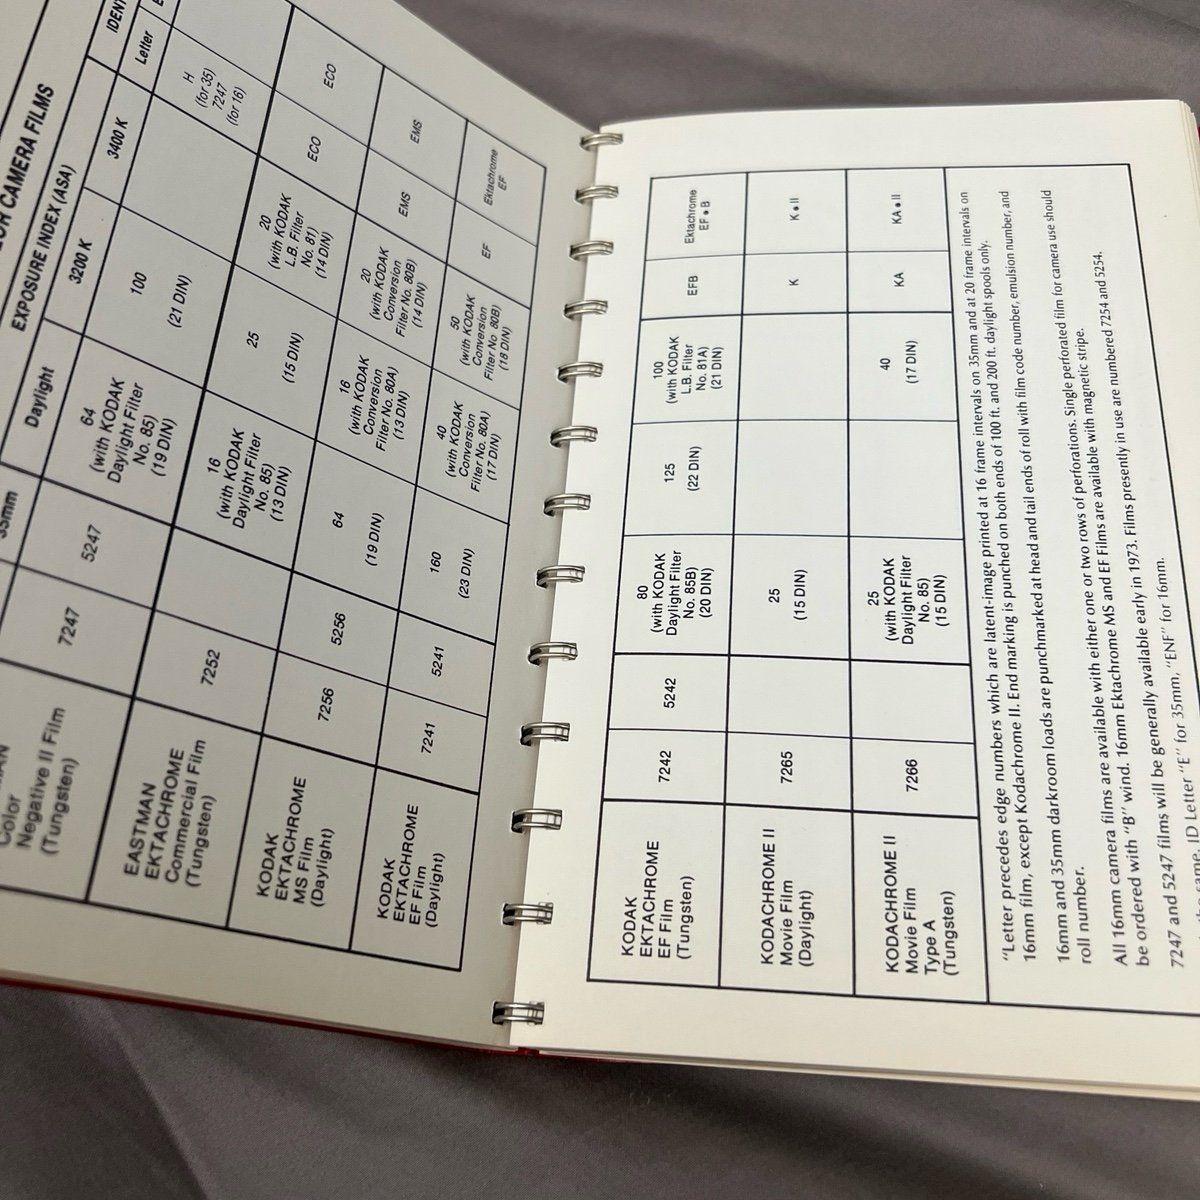 OR CAMERA FILMS
EXPOSURE INDEX (ASA)
IDENT
35mm
Daylight
3200 K
3400 K
Letter
E
Color
Negative II Film
(Tungsten)
7247
5247
64
(with KODAK
Daylight Filter
No. 85)
(19 DIN)
100
(21 DIN)
H
(for 35)
7247
(for 16)
EASTMAN
EKTACHROME
Commercial Film
(Tungsten)
7252
16
(with KODAK
Daylight Filter
No. 85)
(13 DIN)
25
(15 DIN)
20
(with KODAK
L.B. Filter
No. 81)
(14 DIN)
ECO
ECO
KODAK
EKTACHROME
MS Film
(Daylight)
7256
5256
64
(19 DIN)
16
(with KODAK
Conversion
Filter No. 80A)
(13 DIN)
20
(with KODAK
Conversion
Filter No. 80B)
(14 DIN)
EMS
EMS
KODAK
EKTACHROME
EF Film
(Daylight)
7241
5241
160
(23 DIN)
40
(with KODAK
Conversion
Filter No. 80A)
(17 DIN)
50
(with KODAK
Conversion
Filter No 80B)
(18 DIN)
EF
Ektachrome
EF
KODAK
EKTACHROME
EF Film
(Tungsten)
7242
5242
80
(with KODAK
Daylight Filter
No. 85B)
(20 DIN)
125
(22 DIN)
100
(with KODAK
L.B. Filter
No. 81A)
(21 DIN)
EFB
Ektachrome
EF•B
KODACHROME II
Movie Film
(Daylight)
7265
25
(15 DIN)
K
K•II
KODACHROME II
Movie Film
Type A
(Tungsten)
7266
25
(with KODAK
Daylight Filter
No. 85)
(15 DIN)
40
(17 DIN)
KA
KA•II
"Letter precedes edge numbers which are latent-image printed at 16 frame intervals on 35mm and at 20 frame intervals on
16mm film, except Kodachrome II. End marking is punched on both ends of 100 ft. and 200 ft. daylight spools only.
16mm and 35mm darkroom loads are punchmarked at head and tail ends of roll with film code number, emulsion number, and
roll number.
All 16mm camera films are available with either one or two rows of perforations. Single perforated film for camera use should
be ordered with "B" wind. 16mm Ektachrome MS and EF Films are available with magnetic stripe.
7247 and 5247 films will be generally available early in 1973. Films presently in use are numbered 7254 and 5254.
same. ID Letter "E" for 35mm, "ENF" for 16mm.